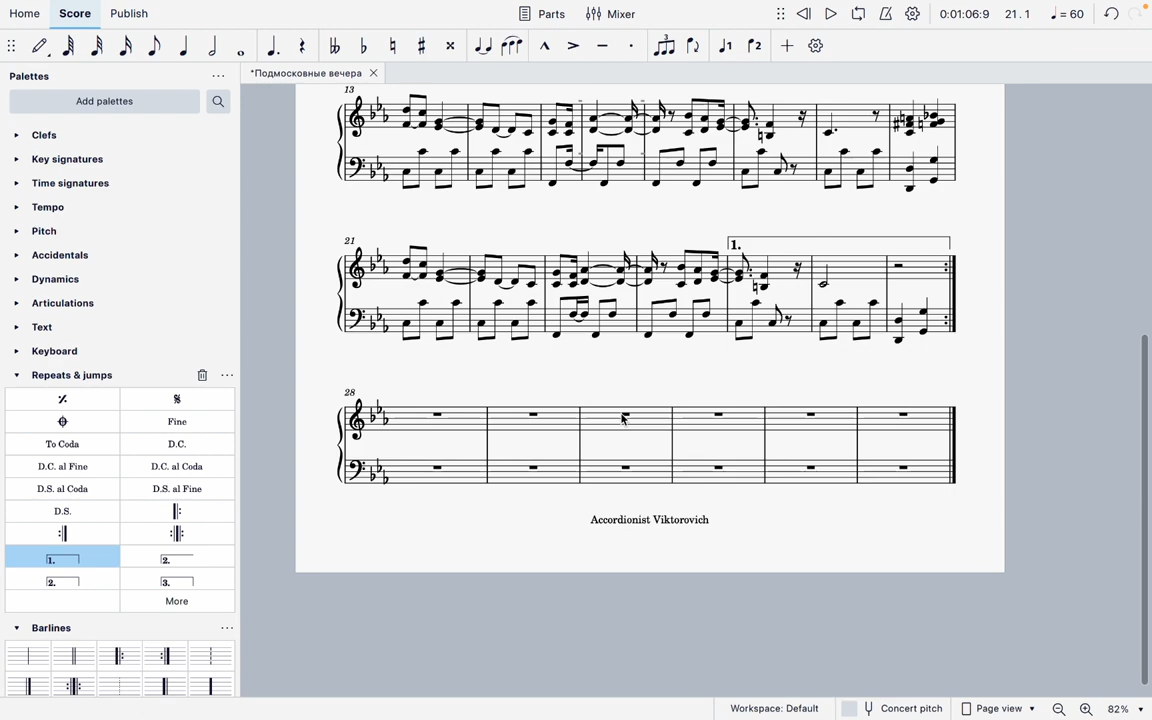 Home
Score
Publish
Parts
Mixer
0:01:06:9
21. 1
= 60
Palettes
*Подмосковные вечера
Add palettes
Clefs
Key signatures
Time signatures
Tempo
Pitch
Accidentals
Dynamics
Articulations
Text
Keyboard
Repeats & jumps
Fine
To Coda
D.C.
D.C. al Fine
D.C. al Coda
D.S. al Coda
D.S. al Fine
D.S.
1.
2.
2.
3.
More
Barlines
13
21
1.
28
Accordionist Viktorovich
3
1
2
Workspace: Default
Concert pitch
Page view
82%